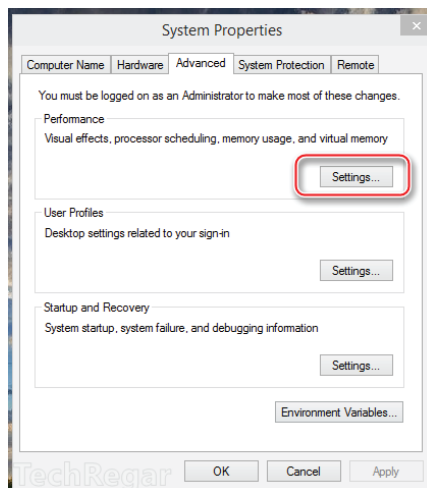 System Properties
×
Computer Name Hardware Advanced System Protection Remote
You must be logged on as an Administrator to make most of these changes.
Performance
Visual effects, processor scheduling, memory usage, and virtual memory
Settings...
User Profiles
Desktop settings related to your sign-in
Settings...
Startup and Recovery
System startup, system failure, and debugging information
Settings...
Environment Variables...
TechRegar
OK Cancel Apply